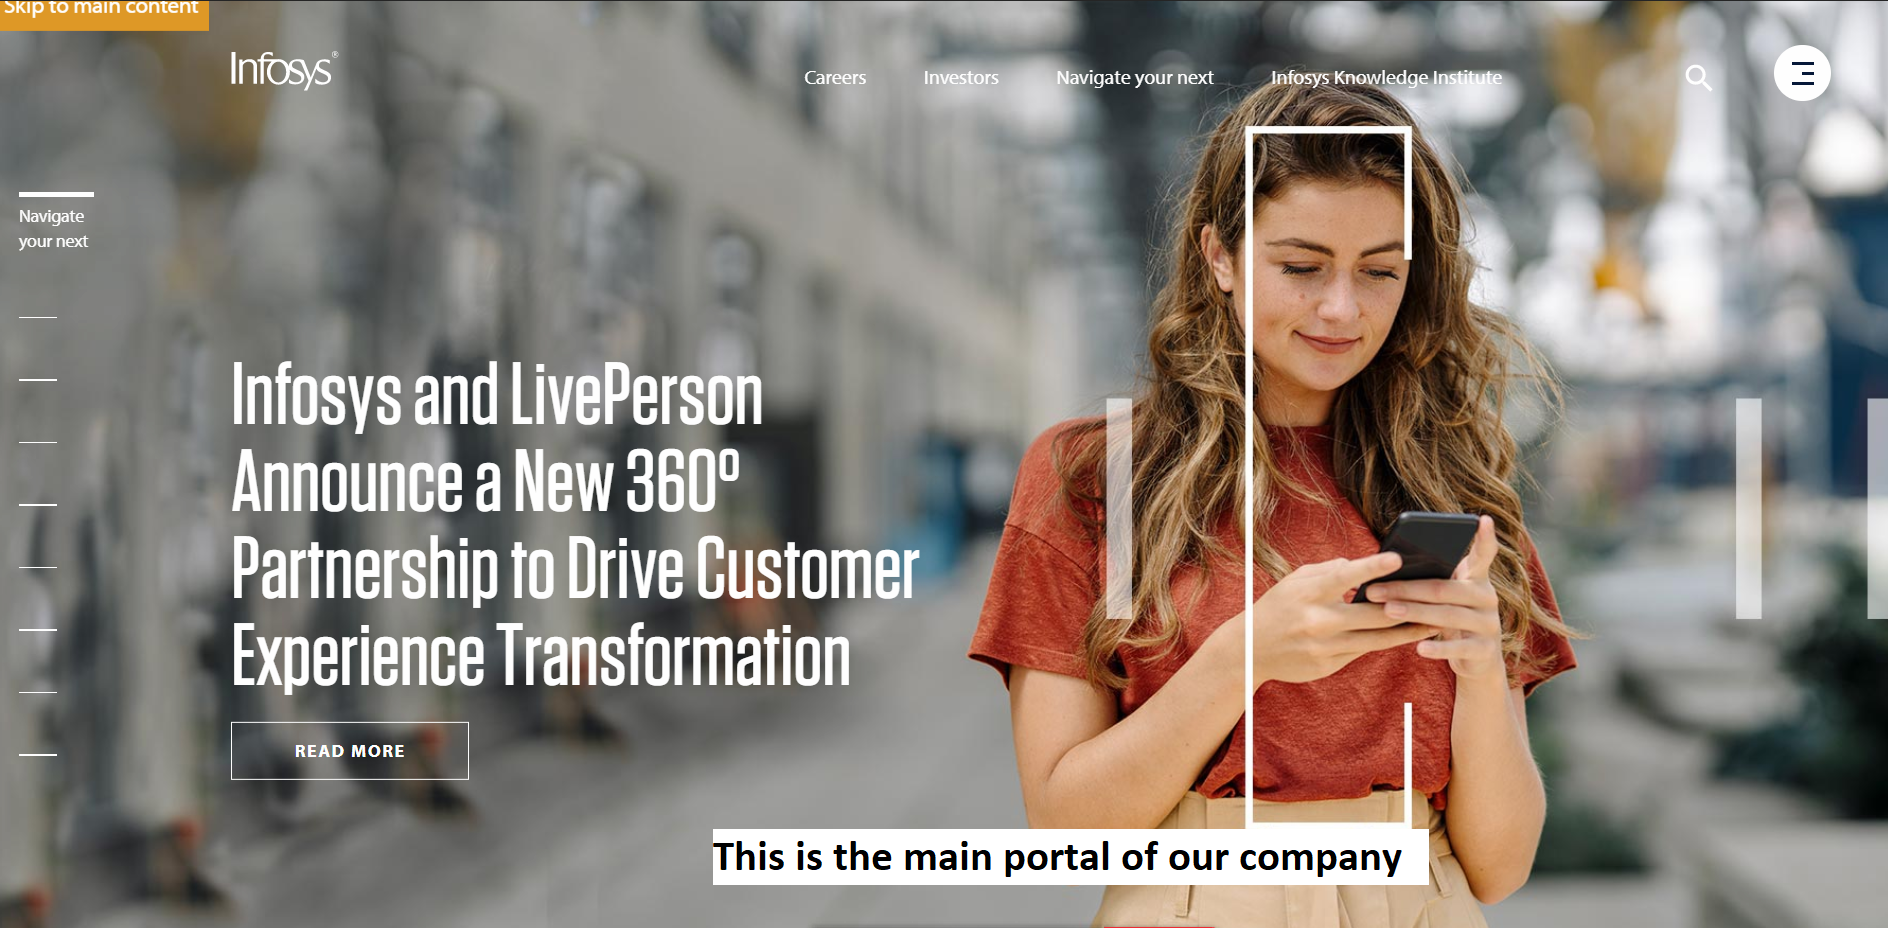 Skip to main content
Infosys®
Careers Investors Navigate your next Infosys Knowledge Institute
Navigate
your next
Infosys and LivePerson
Announce a New 360º
Partnership to Drive Customer
Experience Transformation
READ MORE
This is the main portal of our company